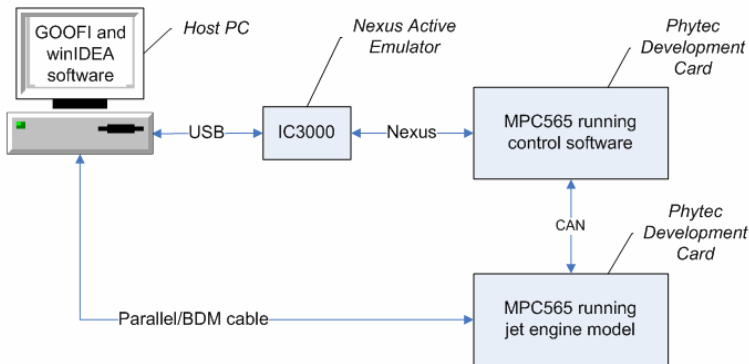 GOOFI and
winIDEA
software
Host PC
Nexus Active
Emulator
Phytec
Development
Card
USB
IC3000
Nexus
MPC565 running
control software
CAN
Phytec
Development
Card
Parallel/BDM cable
MPC565 running
jet engine model